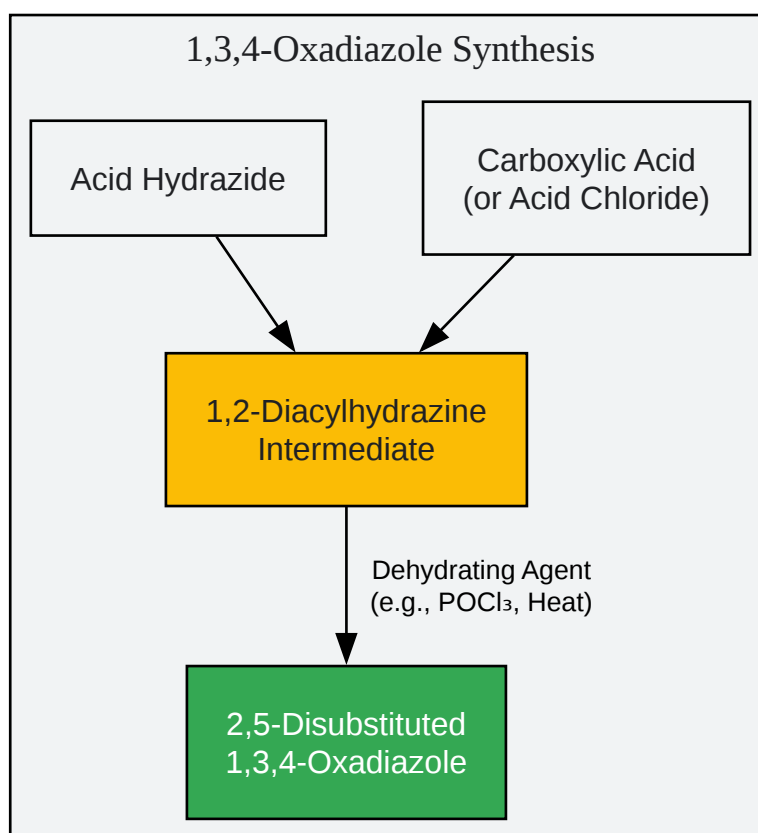 1,3,4-Oxadiazole Synthesis
Acid Hydrazide
Carboxylic Acid
(or Acid Chloride)
1,2-Diacylhydrazine
Intermediate
Dehydrating Agent
(e.g., POCl₃, Heat)
2,5-Disubstituted
1,3,4-Oxadiazole